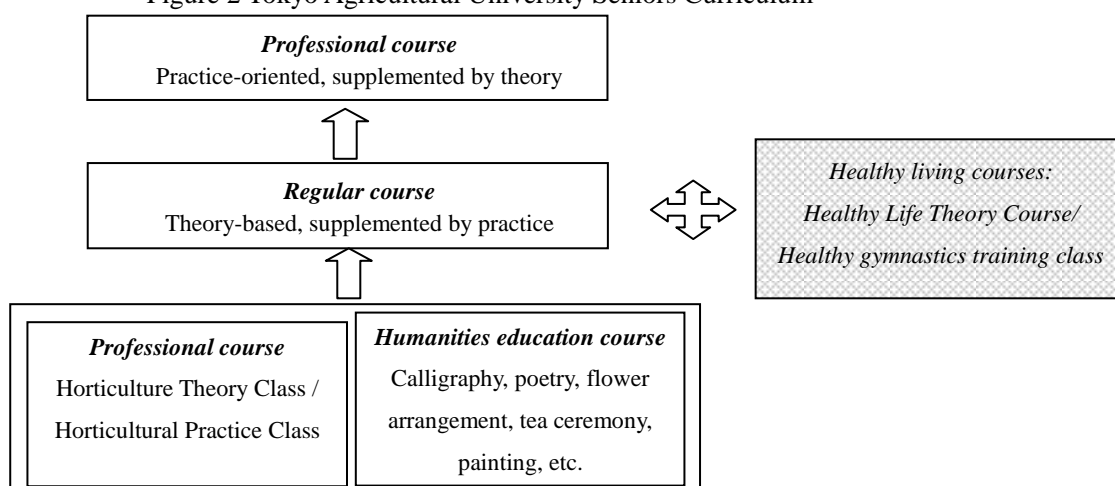 Figure 2 Tokyo Agricultural University Seniors Curriculum
Professional course
Practice-oriented, supplemented by theory
Regular course
Theory-based, supplemented by practice
Healthy living courses:
Healthy Life Theory Course/
Healthy gymnastics training class
Professional course
Horticulture Theory Class /
Horticultural Practice Class
Humanities education course
Calligraphy, poetry, flower
arrangement, tea ceremony,
painting, etc.